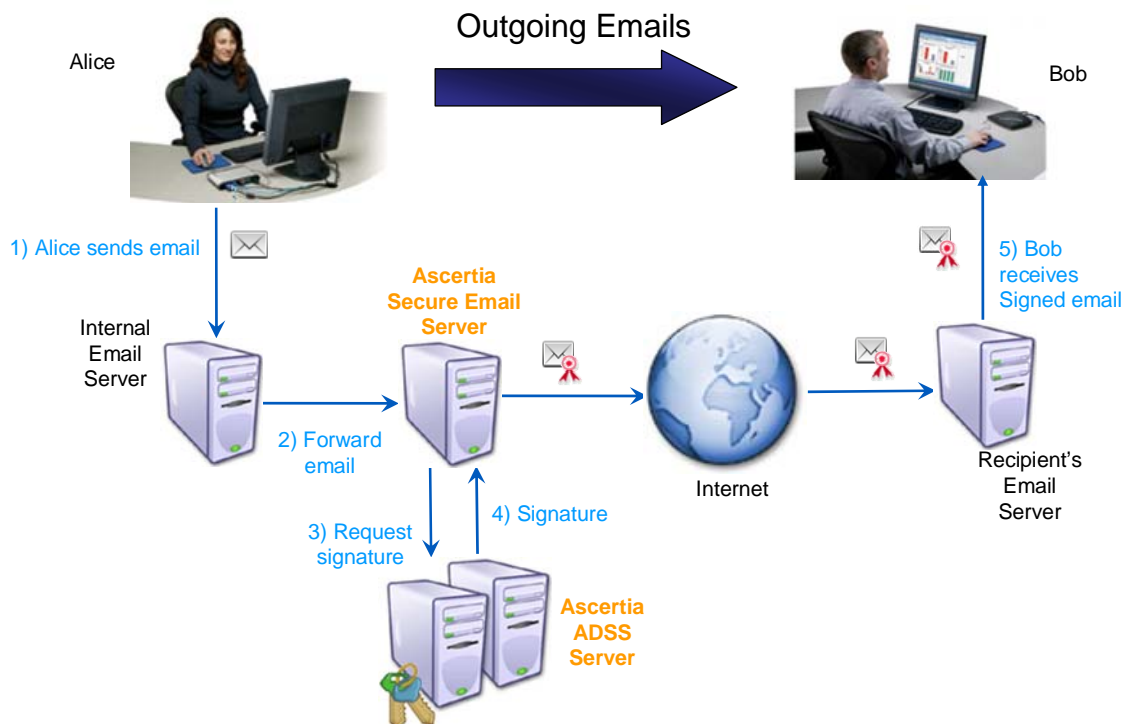 Outgoing Emails
Alice
Bob
1) Alice sends email
5) Bob
receives
Signed email
Ascertia
Secure Email
Server
Internal
Email
Server
2) Forward
email
Internet
Recipient's
Email
Server
3) Request
signature
4) Signature
Ascertia
ADSS
Server